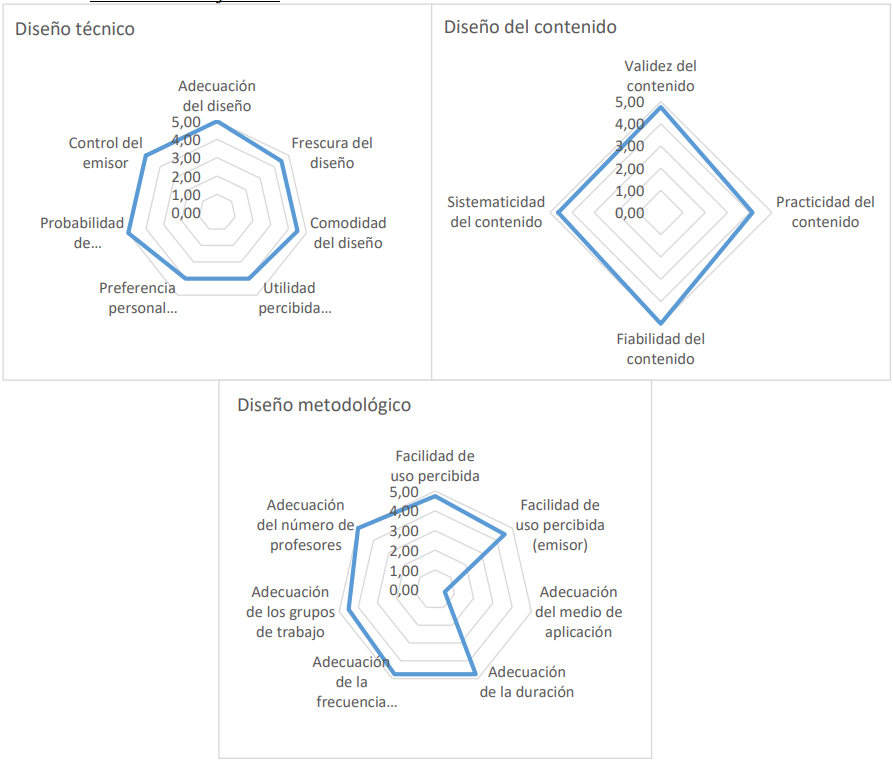 Diseño técnico
Adecuación
del diseño
5,00
4,00
3,00
2,00
1,00
0,00
Frescura del
diseño
Comodidad
del diseño
Utilidad
percibida...
Preferencia
personal...
Probabilidad
de...
Control del
emisor
Diseño del contenido
Validez del
contenido
5,00
4,00
3,00
2,00
1,00
0,00
Practicidad del
contenido
Fiabilidad del
contenido
Sistematicidad
del contenido
Diseño metodológico
Facilidad de
uso percibida
5,00
4,00
3,00
2,00
1,00
0,00
Facilidad de
uso percibida
(emisor)
Adecuación
del medio de
aplicación
Adecuación
de la duración
Adecuación
de la
frecuencia...
Adecuación
de los grupos
de trabajo
Adecuación
del número de
profesores